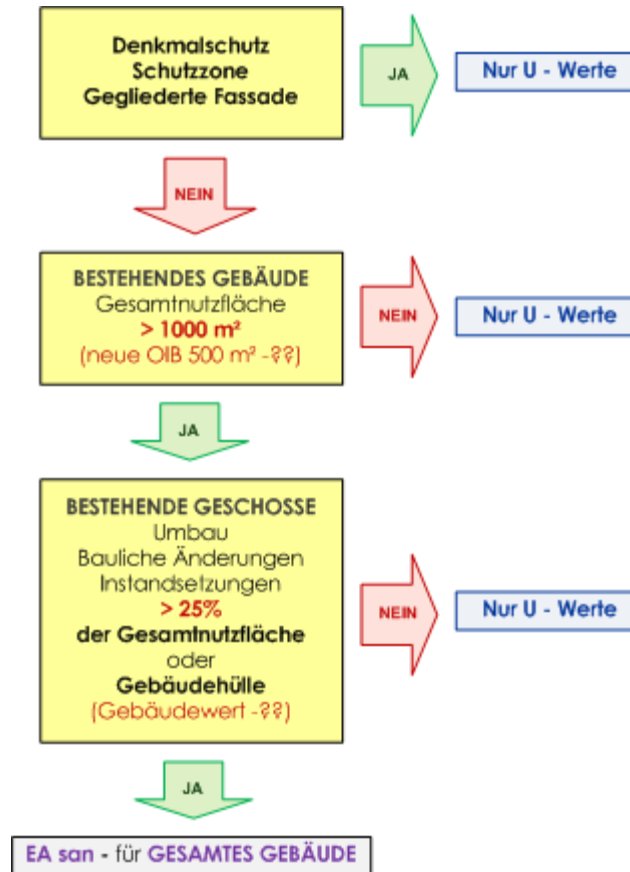 Denkmalschutz
Schutzzone
Gegliederte Fassade
JA
Nur U - Werte
NEIN
BESTEHENDES GEBÄUDE
Gesamtnutzfläche
> 1000 m²
(neue OIB 500 m² -??)
NEIN
Nur U - Werte
JA
BESTEHENDE GESCHOSSE
Umbau
Bauliche Änderungen
Instandsetzungen
> 25%
der Gesamtnutzfläche
oder
Gebäudehülle
(Gebäudewert -??)
NEIN
Nur U - Werte
JA
EA san - für GESAMTES GEBÄUDE